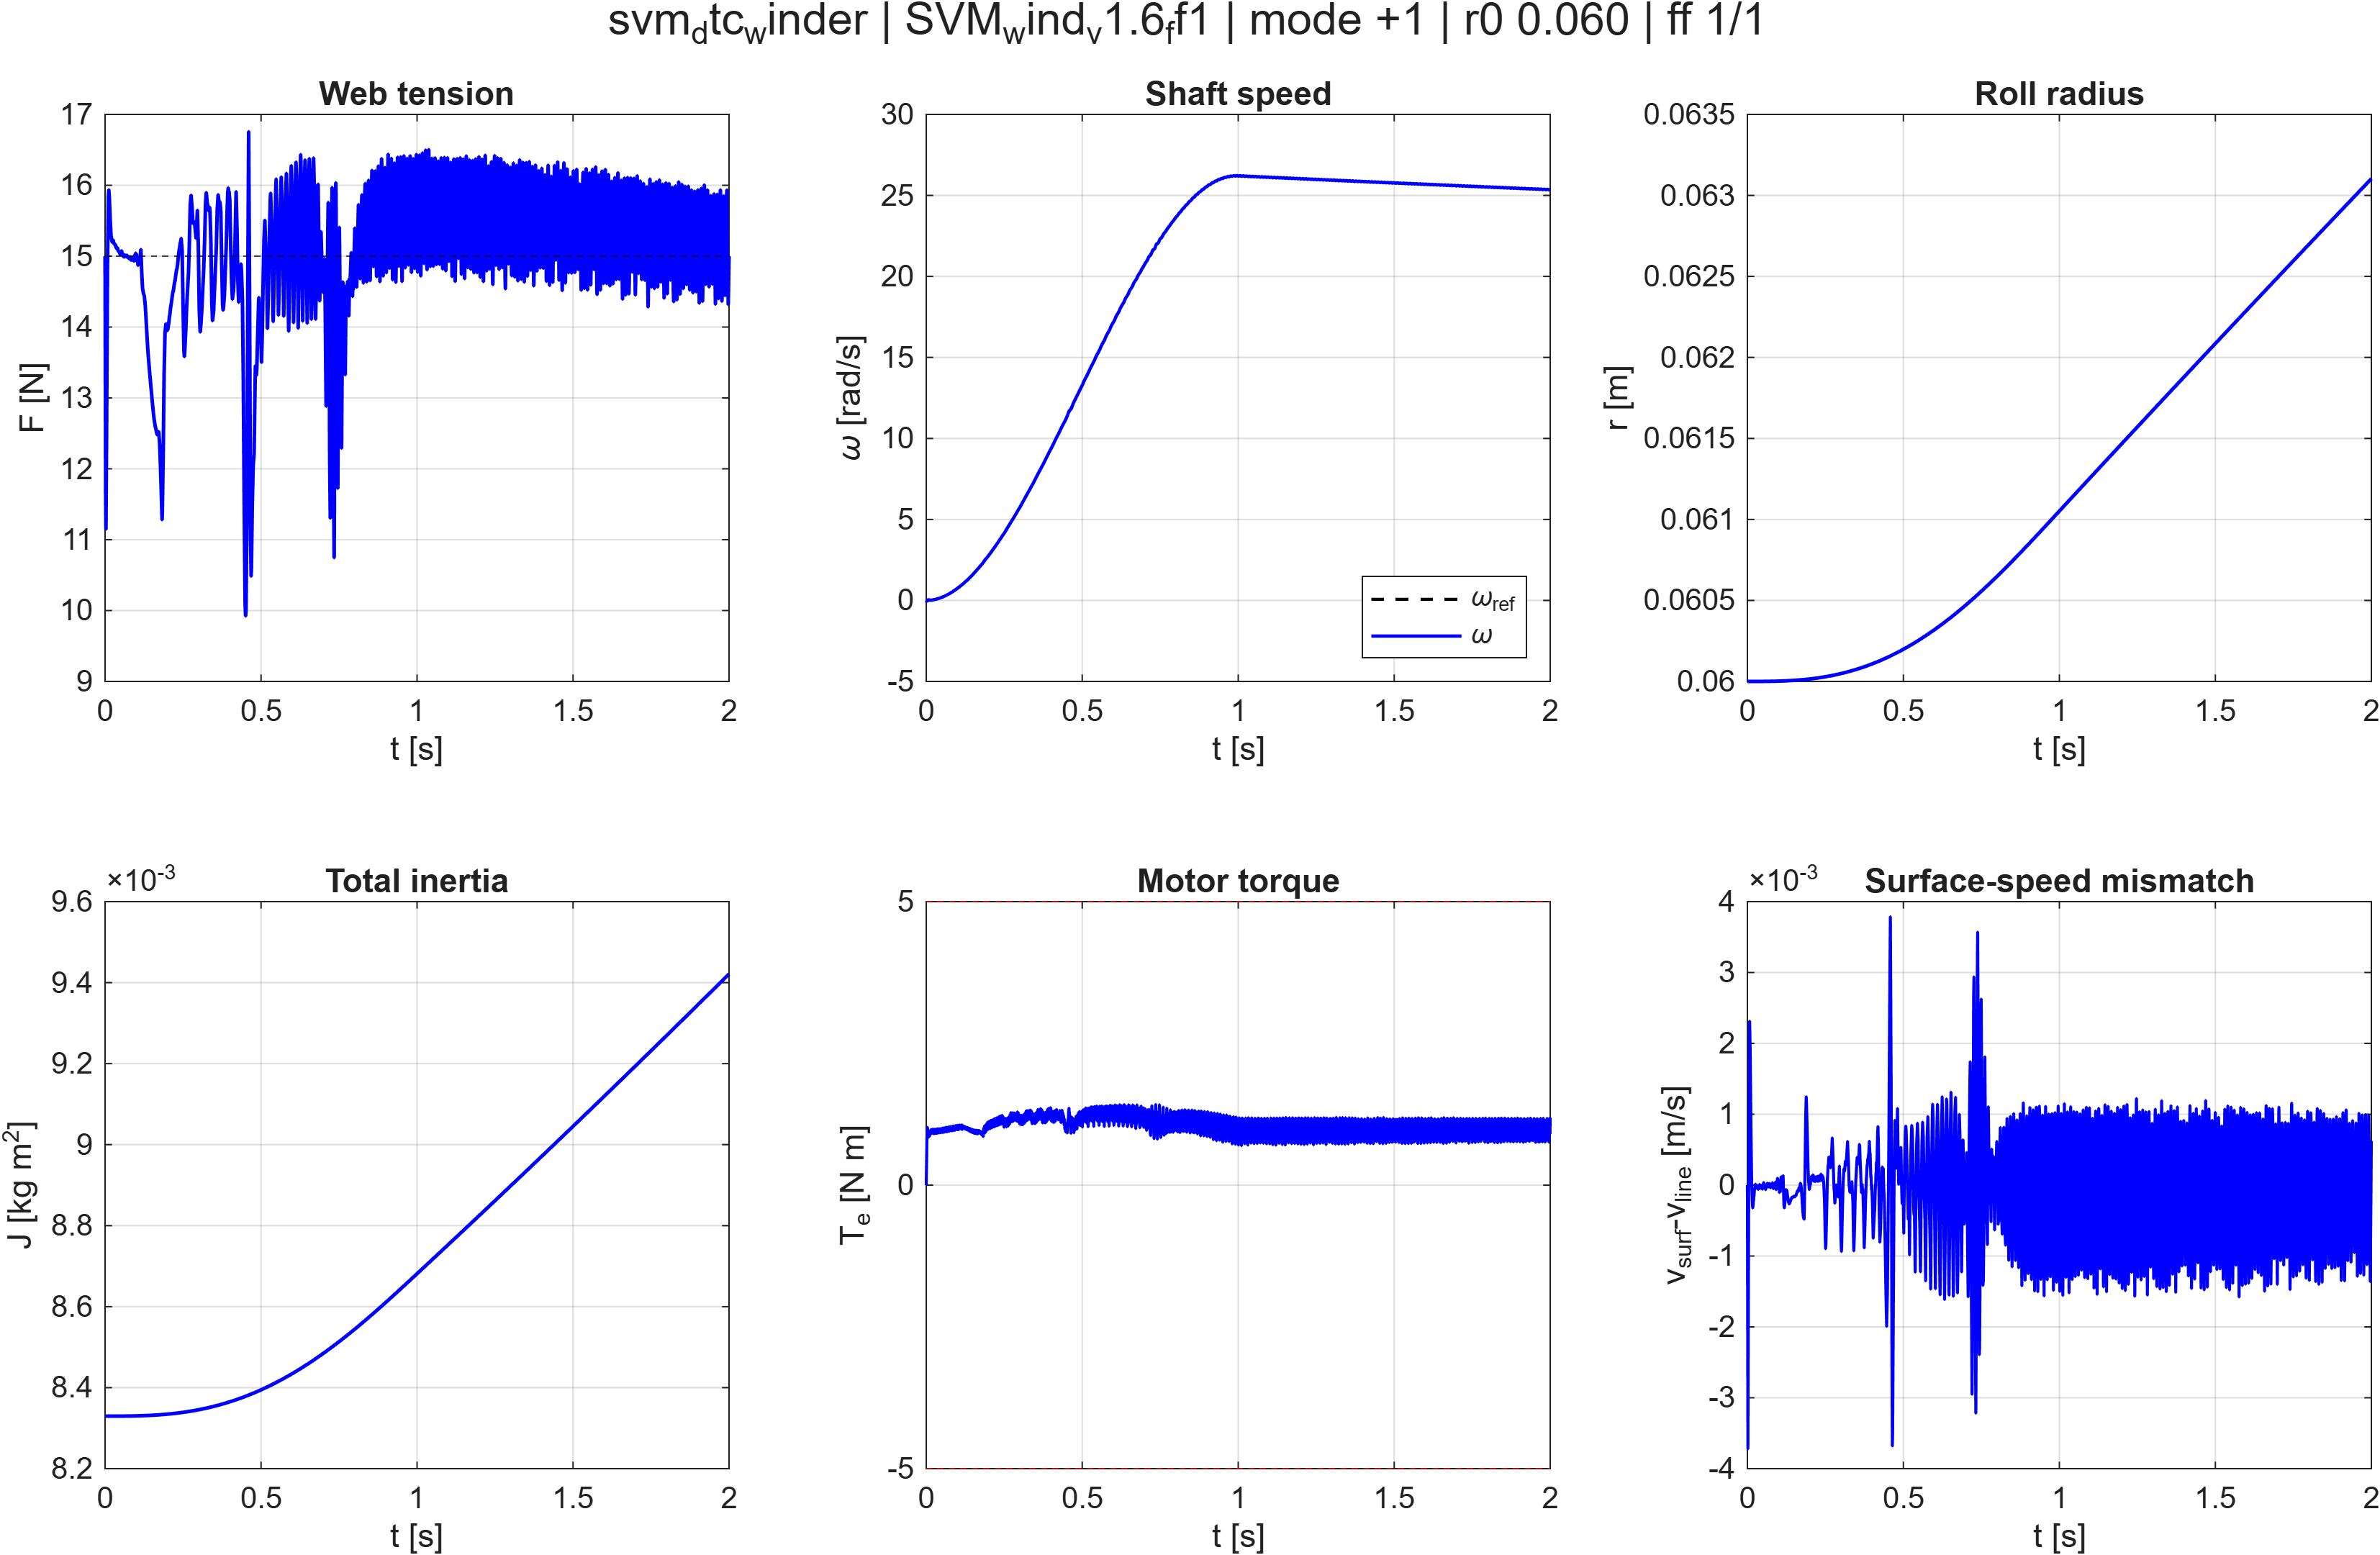 svm_dtc_winder | SVM_wind_v1.6_ff1 | mode +1 | r0 0.060 | ff 1/1
Web tension
17
16
15
14
13
12
11
10
9
F [N]
0 0.5 1 1.5 2
t [s]
Shaft speed
30
25
20
15
10
5
0
-5
ω [rad/s]
ω_ref
ω
0 0.5 1 1.5 2
t [s]
Roll radius
0.0635
0.063
0.0625
0.062
0.0615
0.061
0.0605
0.06
r [m]
0 0.5 1 1.5 2
t [s]
×10^-3
Total inertia
9.6
9.4
9.2
9
8.8
8.6
8.4
8.2
J [kg m^2]
0 0.5 1 1.5 2
t [s]
Motor torque
5
0
-5
T_e [N m]
0 0.5 1 1.5 2
t [s]
×10^-3
Surface-speed mismatch
4
3
2
1
0
-1
-2
-3
-4
v_surf-v_line [m/s]
0 0.5 1 1.5 2
t [s]